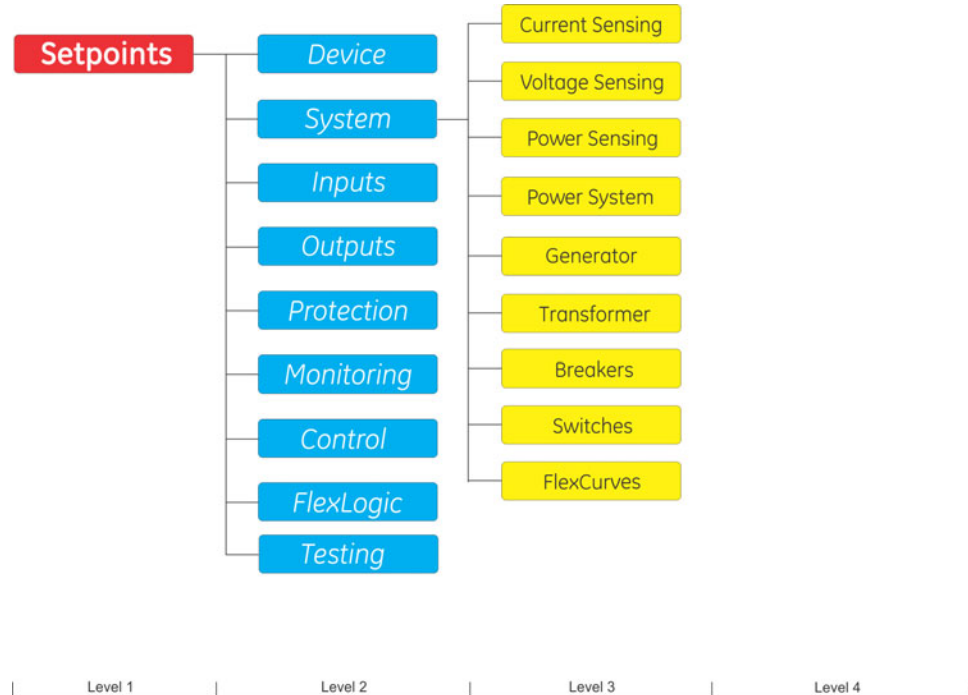 Setpoints
Device
System
Inputs
Outputs
Protection
Monitoring
Control
FlexLogic
Testing
Current Sensing
Voltage Sensing
Power Sensing
Power System
Generator
Transformer
Breakers
Switches
FlexCurves
Level 1
Level 2
Level 3
Level 4